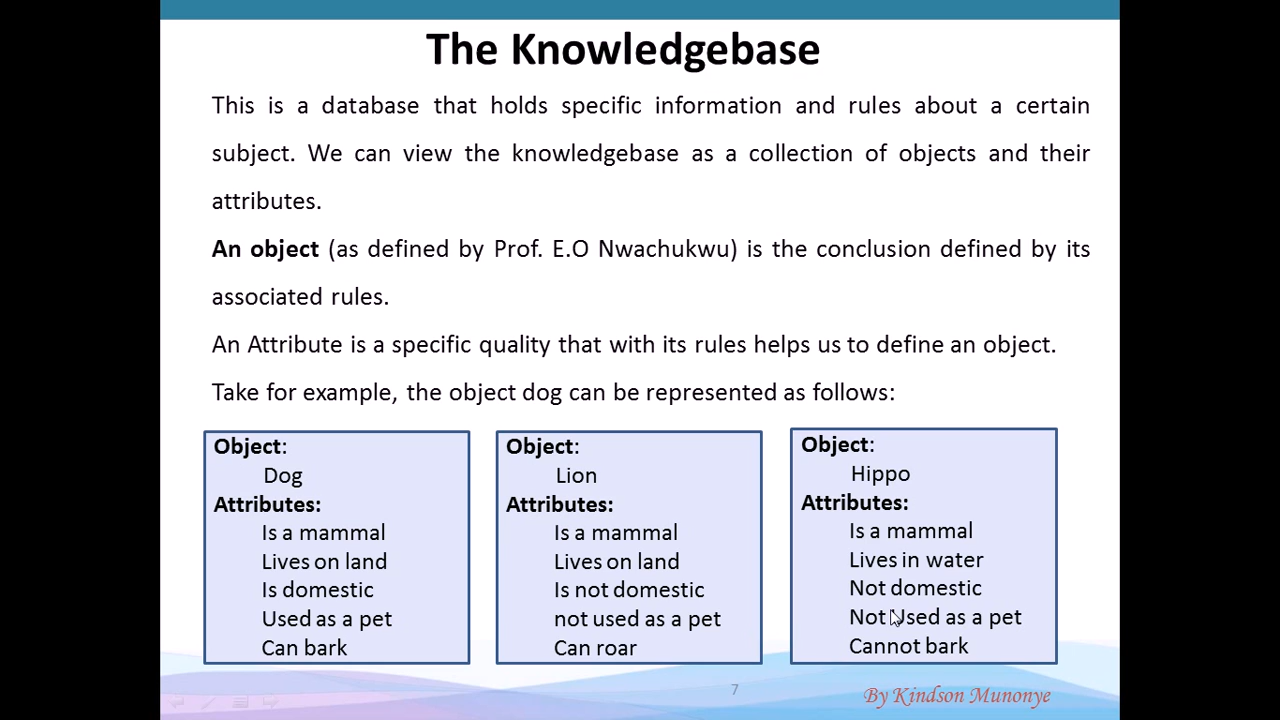 The Knowledgebase
This is a database that holds specific information and rules about a certain
subject. We can view the knowledgebase as a collection of objects and their
attributes.
An object (as defined by Prof. E.O Nwachukwu) is the conclusion defined by its
associated rules.
An Attribute is a specific quality that with its rules helps us to define an object.
Take for example, the object dog can be represented as follows:
Object:
Dog
Attributes:
Is a mammal
Lives on land
Is domestic
Used as a pet
Can bark
Object:
Lion
Attributes:
Is a mammal
Lives on land
Is not domestic
not used as a pet
Can roar
Object:
Hippo
Attributes:
Is a mammal
Lives in water
Not domestic
Not Used as a pet
Cannot bark
7
By Kindson Munonye